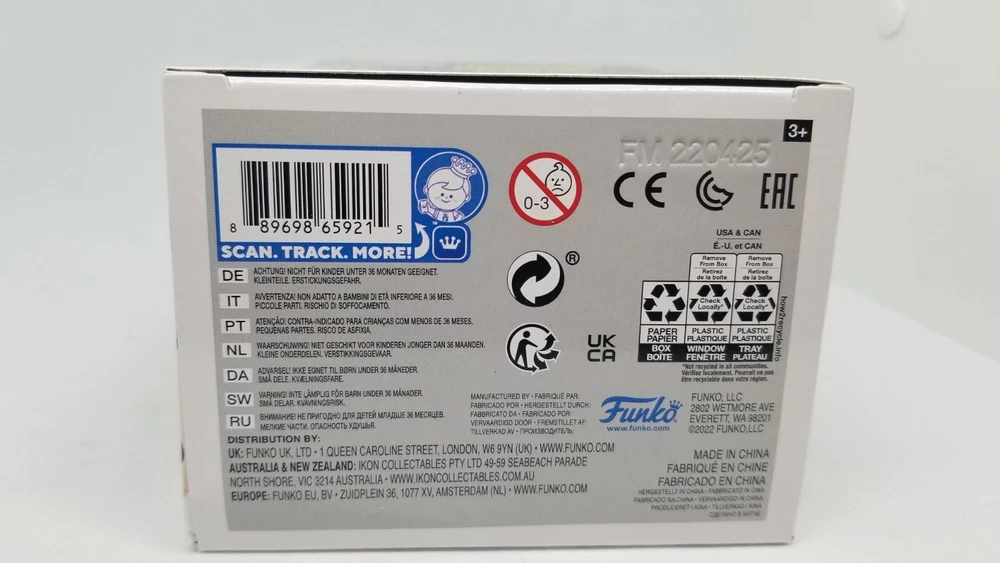 3+
FM 220425
8 89698 65921 5
SCAN. TRACK. MORE!
0-3
CE
EAC
UK
CA
DE ACHTUNG! NICHT FÜR KINDER UNTER 36 MONATEN GEEIGNET.
KLEINTEILE. ERSTICKUNGSGEFAHR.
IT AVVERTENZA! NON ADATTO A BAMBINI DI ETÀ INFERIORE A 36 MESI.
PICCOLE PARTI. RISCHIO DI SOFFOCAMENTO.
PT ATENÇÃO! CONTRA-INDICADO PARA CRIANÇAS COM MENOS DE 36 MESES.
PEQUENAS PARTES. RISCO DE ASFIXIA.
NL WAARSCHUWING! NIET GESCHIKT VOOR KINDEREN JONGER DAN 36 MAANDEN.
KLEINE ONDERDELEN. VERSTIKKINGSGEVAAR.
DA ADVARSEL! IKKE EGNET TIL BØRN UNDER 36 MÅNEDER.
SMÅ DELE. KVÆLNINGSFARE.
SW VARNING! INTE LÄMPLIG FÖR BARN UNDER 36 MÅNADER.
SMÅ DELAR. KVÄVNINGSRISK.
RU ВНИМАНИЕ! НЕ ПРИГОДНО ДЛЯ ДЕТЕЙ МЛАДШЕ 36 МЕСЯЦЕВ.
МЕЛКИЕ ЧАСТИ. ОПАСНОСТЬ УДУШЬЯ.
®
USA & CAN
É.-U. et CAN
Remove From Box
Retirez de la boîte
Remove From Box
Retirez de la boîte
Check Locally*
Check Locally*
PAPER
PAPIER
PLASTIC
PLASTIQUE
PLASTIC
PLASTIQUE
BOX
BOÎTE
WINDOW
FENÊTRE
TRAY
PLATEAU
how2recycle.info
*Not recycled in all communities.
Vérifiez localement. Pourrait ne pas
être recyclable dans votre région.
MANUFACTURED BY • FABRIQUÉ PAR:
FABRICADO POR • HERGESTELLT DURCH:
FABBRICATO DA • FABRICADO POR:
VERVAARDIGD DOOR • FREMSTILLET AF:
TILLVERKAD AV • ПРОИЗВОДИТЕЛЬ:
Funko
www.funko.com
FUNKO, LLC
2802 WETMORE AVE
EVERETT, WA 98201
©2022 FUNKO, LLC
DISTRIBUTION BY:
UK: FUNKO UK, LTD • 1 QUEEN CAROLINE STREET, LONDON, W6 9YN (UK) • WWW.FUNKO.COM
AUSTRALIA & NEW ZEALAND: IKON COLLECTABLES PTY LTD 49-59 SEABEACH PARADE
NORTH SHORE, VIC 3214 AUSTRALIA • WWW.IKONCOLLECTABLES.COM.AU
EUROPE: FUNKO EU, BV • ZUIDPLEIN 36, 1077 XV, AMSTERDAM (NL) • WWW.FUNKO.COM
MADE IN CHINA
FABRIQUÉ EN CHINE
FABRICADO EN CHINA
HERGESTELLT IN CHINA • FABBRICATO IN CINA
FABRICADO NA CHINA • VERVAARDIGD IN CHINA
PRODUCERET I KINA • TILLVERKAD I KINA
СДЕЛАНО В КИТАЕ